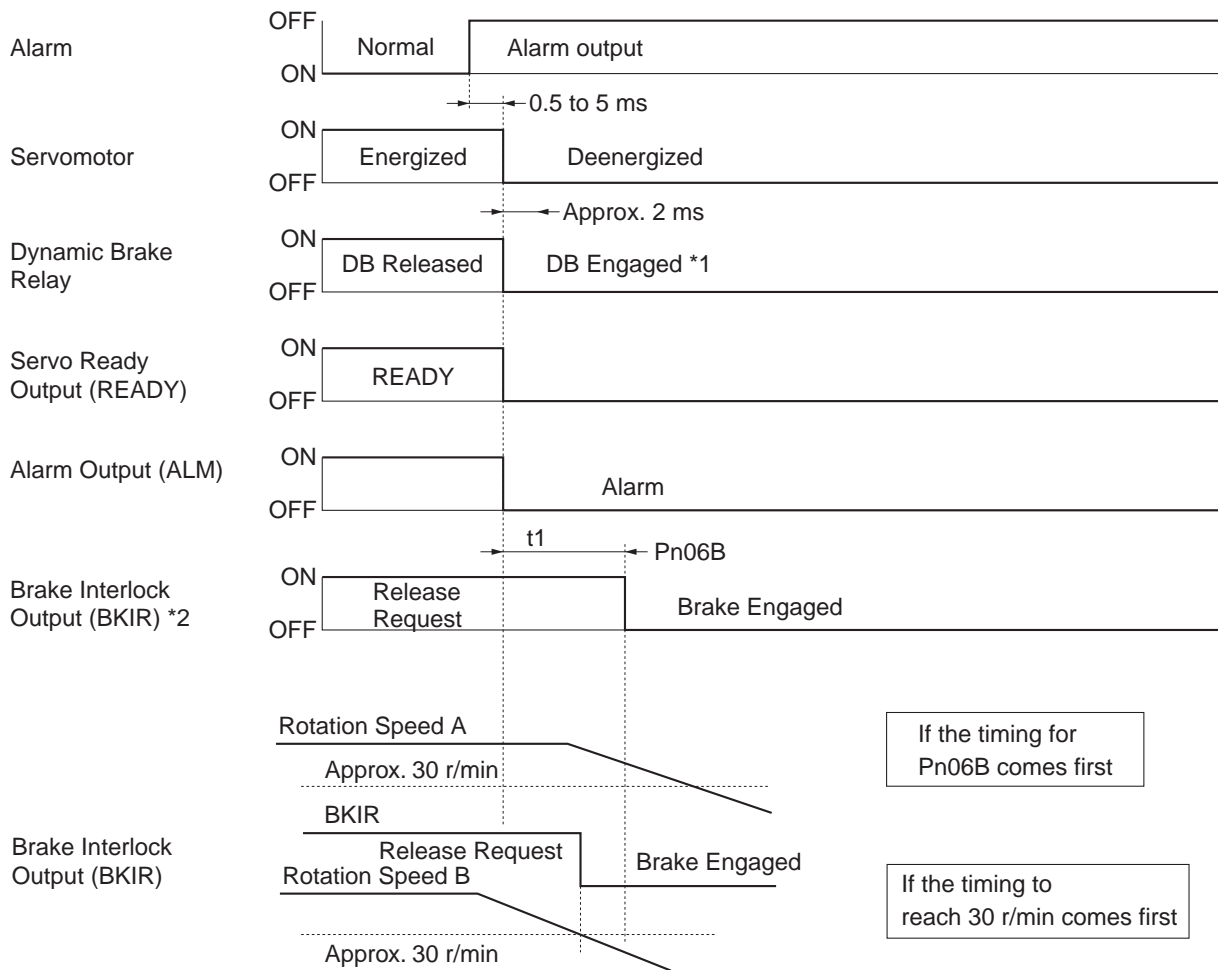 OFF
Alarm
Normal
Alarm output
ON
0.5 to 5 ms
ON
Servomotor
Energized
Deenergized
OFF
Approx. 2 ms
ON
Dynamic Brake
Relay
DB Released
DB Engaged *1
OFF
ON
Servo Ready
Output (READY)
READY
OFF
ON
Alarm Output (ALM)
Alarm
OFF
t1
Pn06B
ON
Brake Interlock
Output (BKIR) *2
Release
Request
Brake Engaged
OFF
Rotation Speed A
If the timing for
Pn06B comes first
Approx. 30 r/min
BKIR
Brake Interlock
Output (BKIR)
Release Request
Brake Engaged
Rotation Speed B
If the timing to
reach 30 r/min comes first
Approx. 30 r/min